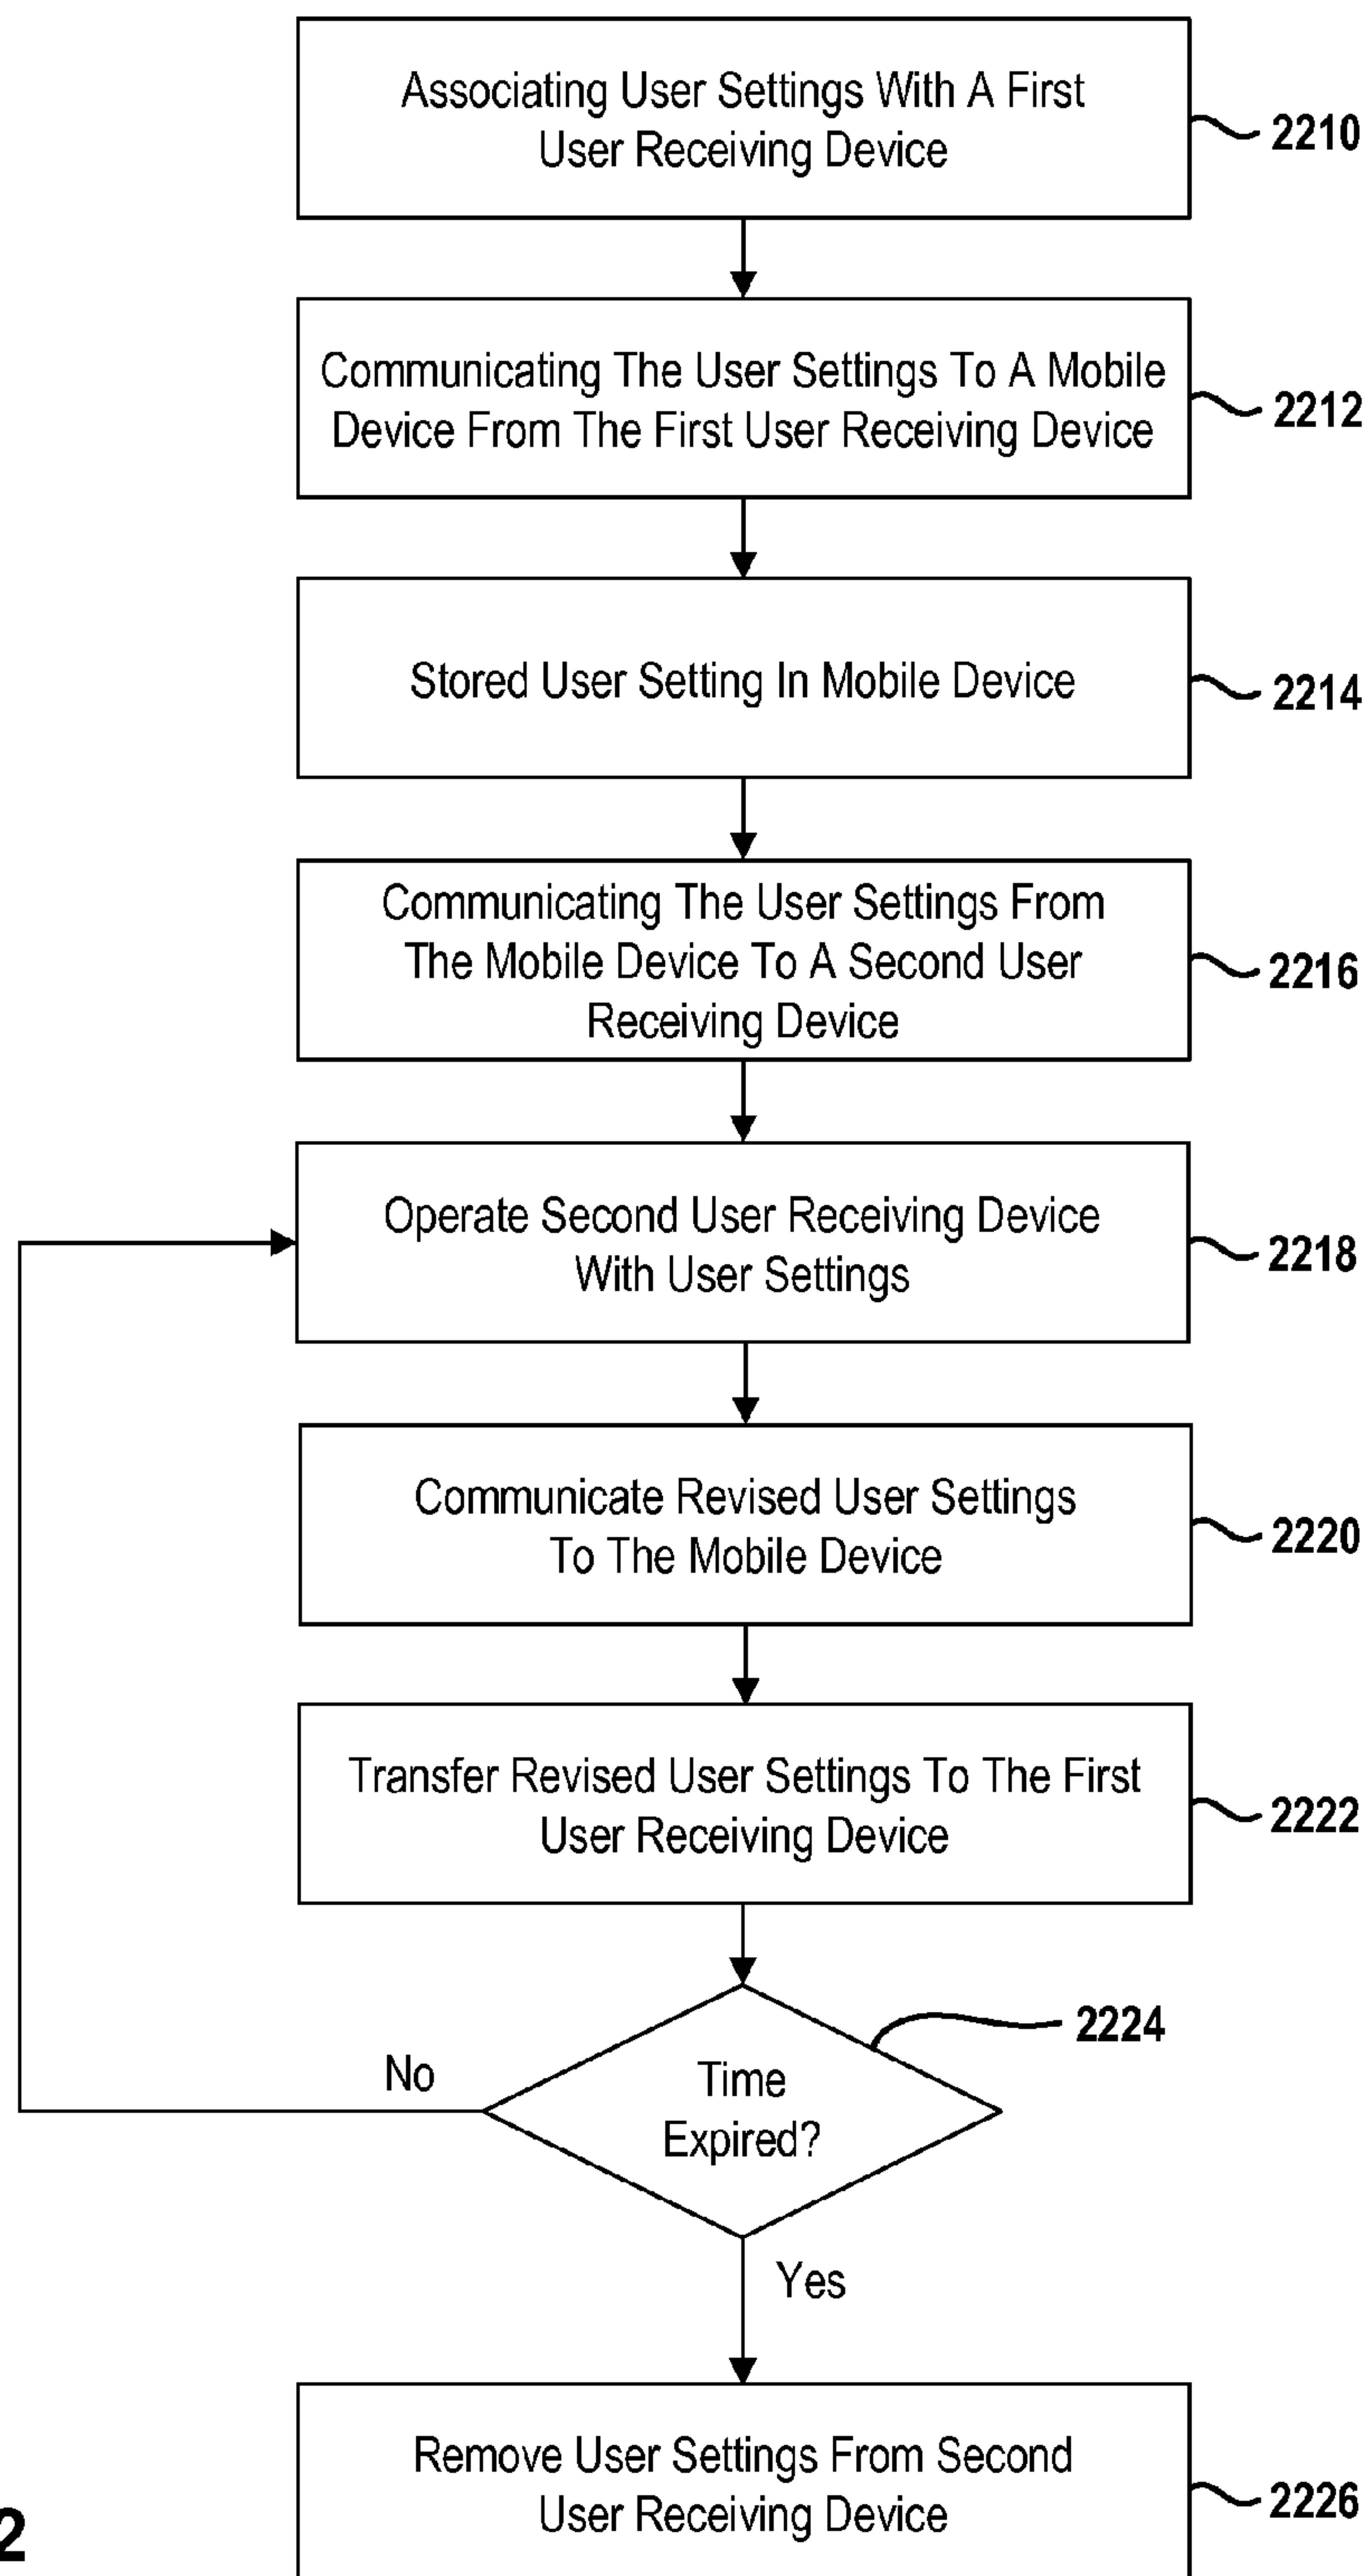 Associating User Settings With A First
User Receiving Device
2210
Communicating The User Settings To A Mobile
Device From The First User Receiving Device
2212
Stored User Setting In Mobile Device
2214
Communicating The User Settings From
The Mobile Device To A Second User
Receiving Device
2216
Operate Second User Receiving Device
With User Settings
2218
Communicate Revised User Settings
To The Mobile Device
2220
Transfer Revised User Settings To The First
User Receiving Device
2222
2224
No
Time
Expired?
Yes
Remove User Settings From Second
User Receiving Device
2226
2